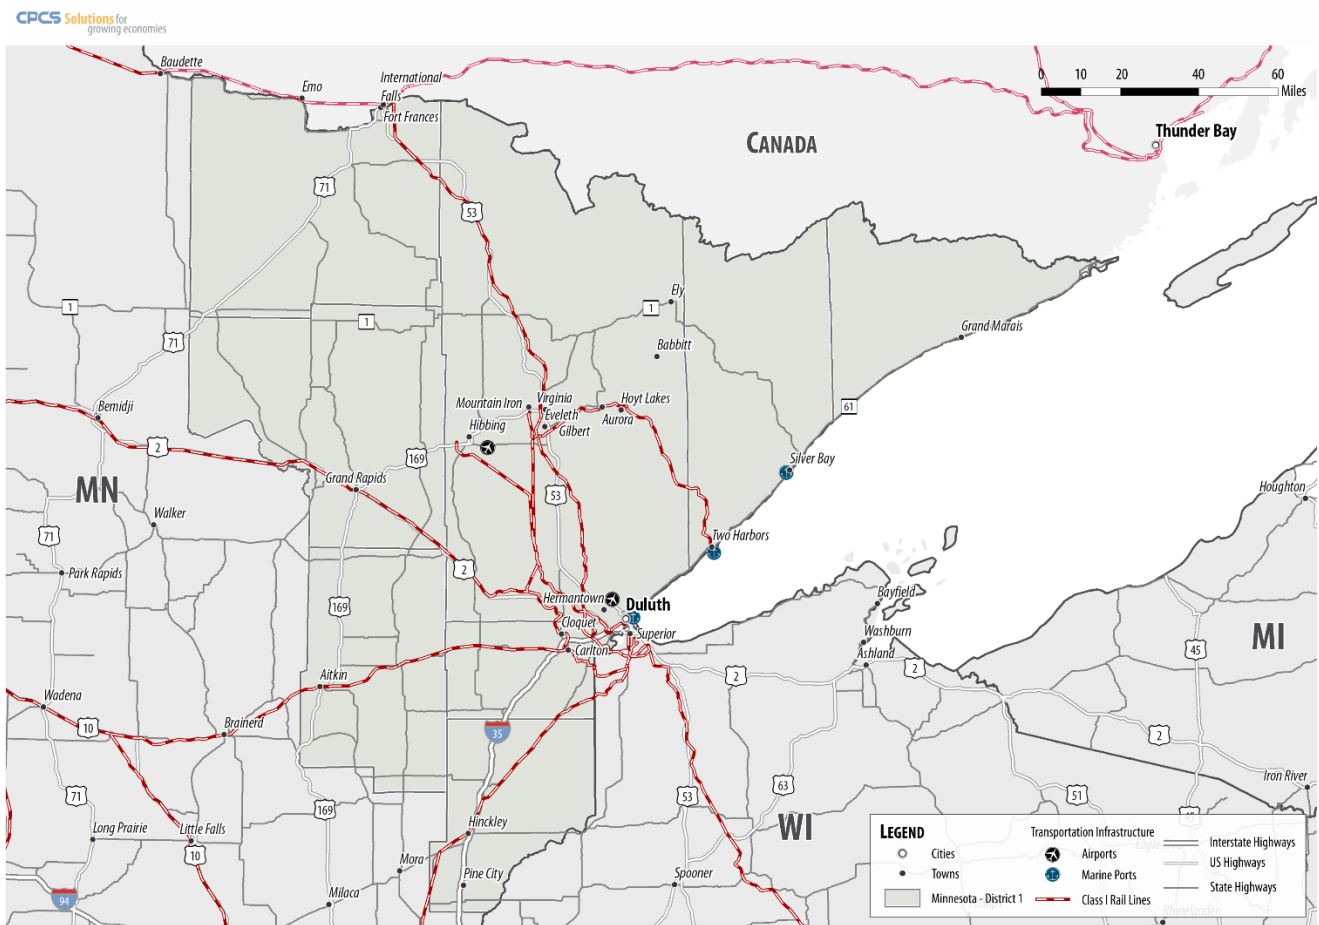 CPCS Solutions for
growing economies
Baudette
Emo
International
Falls
Fort Frances
0 10 20 40 60
Miles
Thunder Bay
CANADA
71
53
1
1
1
71
Ely
Babbitt
Grand Marais
61
Bemidji
2
Mountain Iron
Virginia
Hoyt Lakes
Eveleth
Aurora
Gilbert
Hibbing
169
Silver Bay
Grand Rapids
MN
53
Houghton
Walker
71
Two Harbors
2
Park Rapids
169
Hermantown
Duluth
Bayfield
Cloquet
Superior
Washburn
Carlton
Ashland
MI
45
2
2
Aitkin
Wadena
10
Brainerd
35
2
Iron River
63
71
53
51
45
169
Long Prairie
Little Falls
Hinckley
WI
10
Mora
Pine City
Spooner
94
Milaca
LEGEND
Cities
Towns
Minnesota - District 1
Transportation Infrastructure
Airports
Marine Ports
Class I Rail Lines
Interstate Highways
US Highways
State Highways
Rhinelander